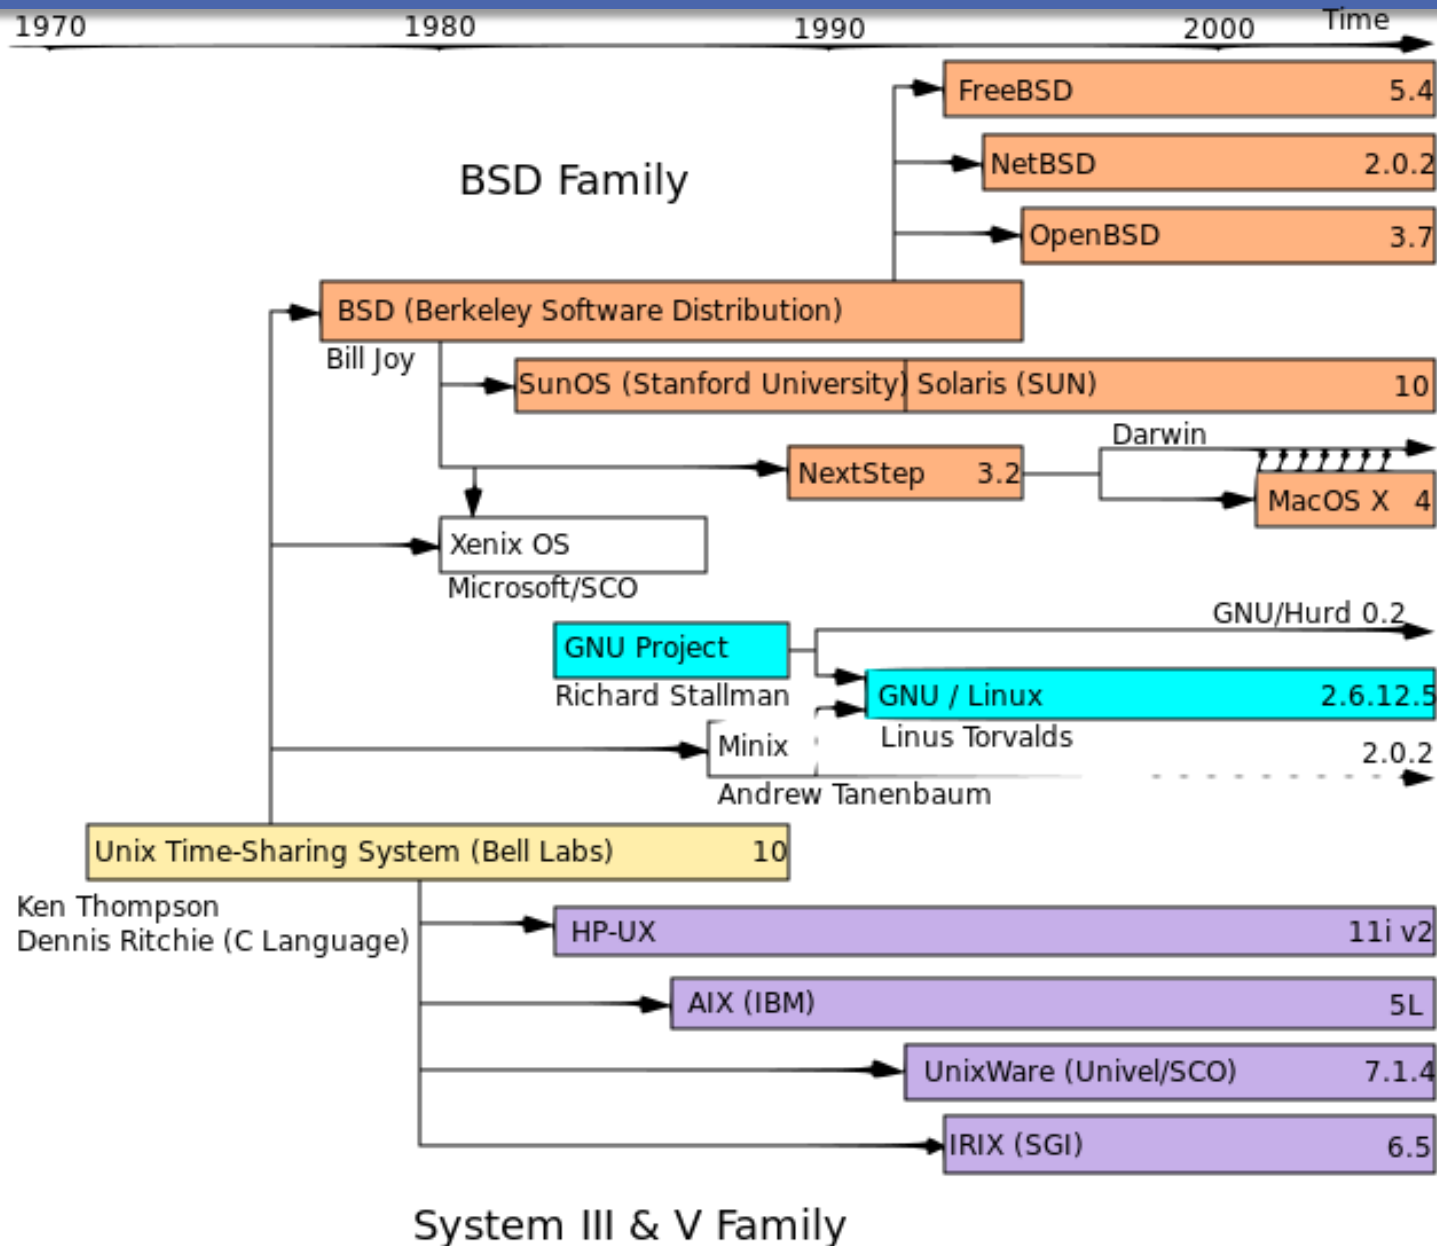 1970 1980 1990 2000 Time
FreeBSD 5.4
NetBSD 2.0.2
BSD Family
OpenBSD 3.7
BSD (Berkeley Software Distribution)
Bill Joy
SunOS (Stanford University) Solaris (SUN) 10
Darwin
NextStep 3.2
MacOS X 4
Xenix OS
Microsoft/SCO
GNU/Hurd 0.2
GNU Project
Richard Stallman
GNU / Linux 2.6.12.5
Linus Torvalds
Minix 2.0.2
Andrew Tanenbaum
Unix Time-Sharing System (Bell Labs) 10
Ken Thompson
Dennis Ritchie (C Language)
HP-UX 11i v2
AIX (IBM) 5L
UnixWare (Univel/SCO) 7.1.4
IRIX (SGI) 6.5
System III & V Family